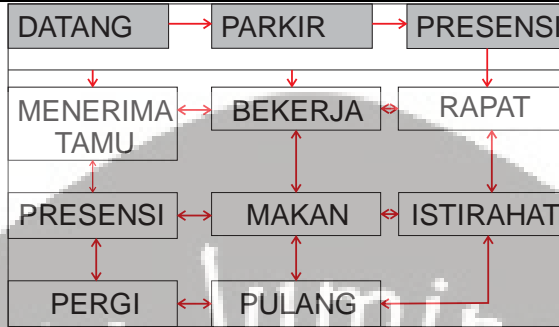 DATANG PARKIR PRESENSI
MENERIMA TAMU BEKERJA RAPAT
PRESENSI MAKAN ISTIRAHAT
PERGI PULANG